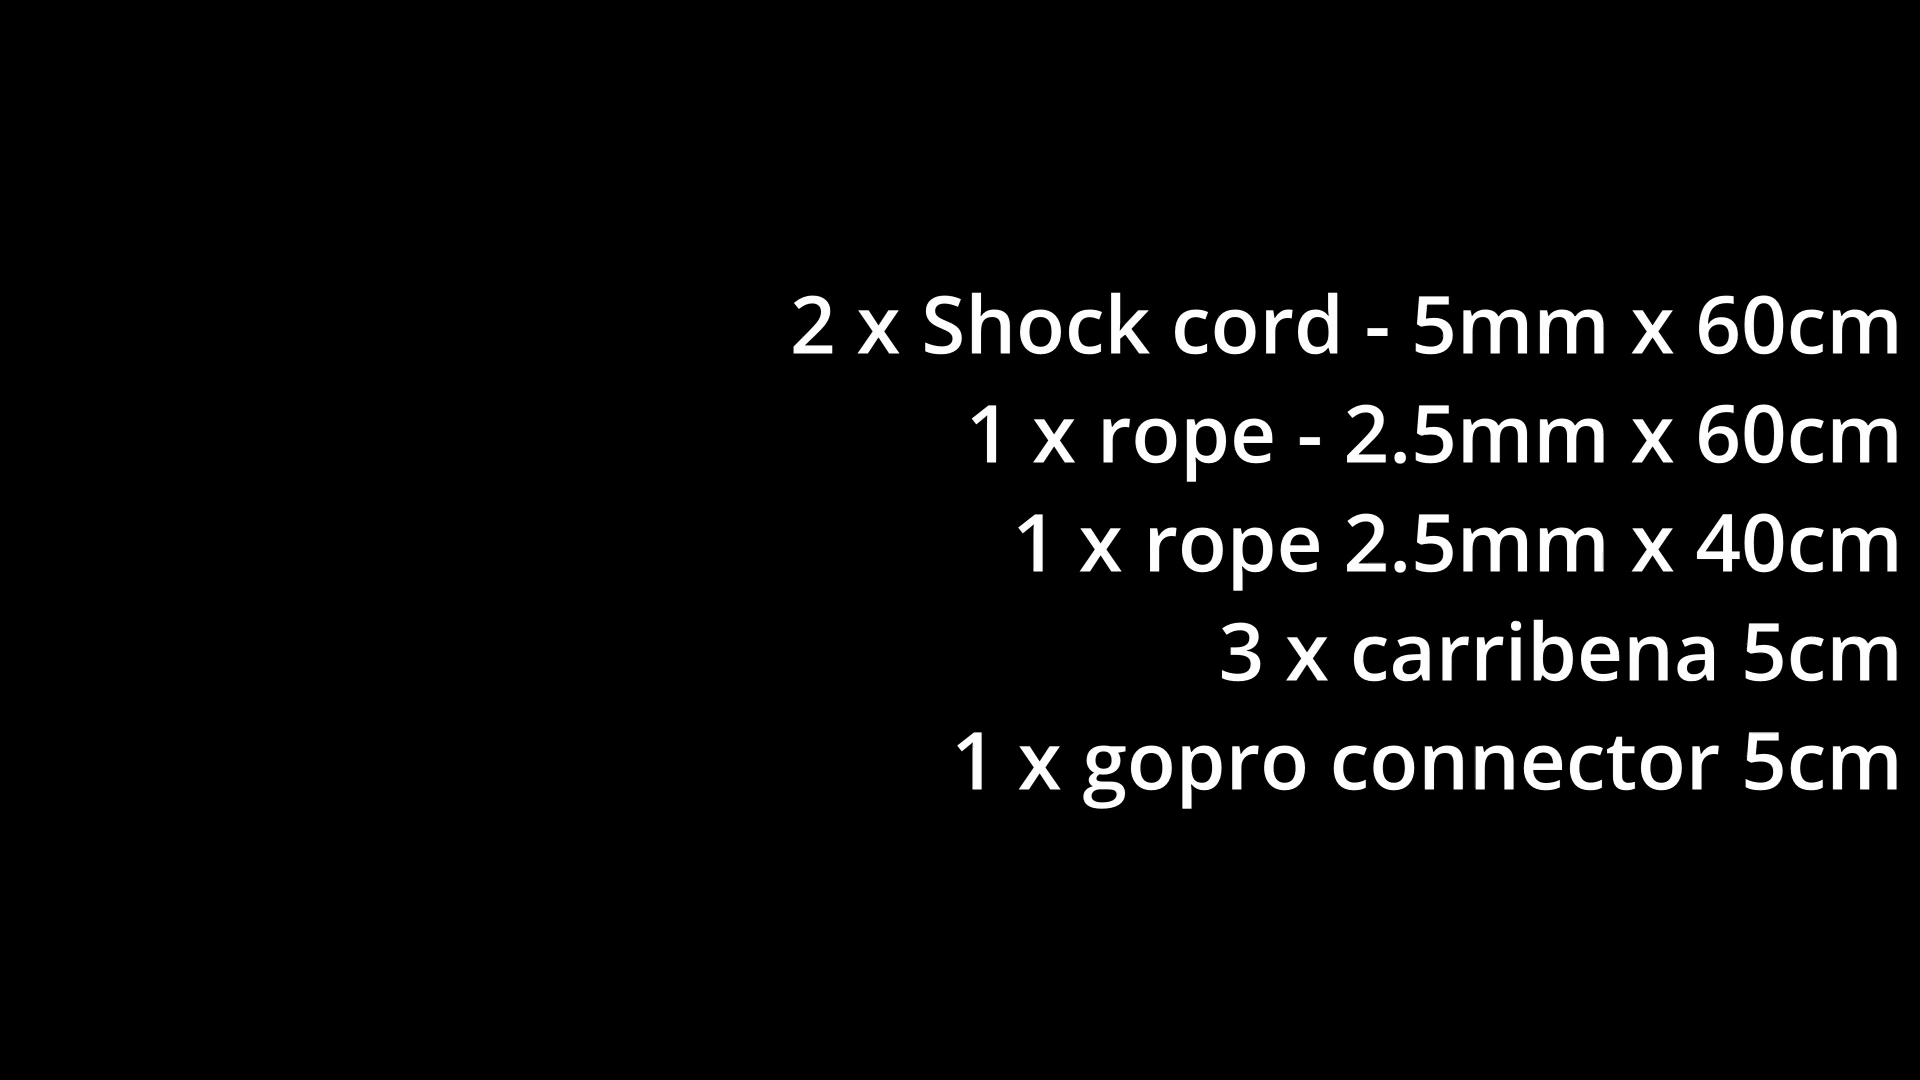 2 x Shock cord - 5mm x 60cm
1 x rope - 2.5mm x 60cm
1 x rope 2.5mm x 40cm
3 x carribena 5cm
1 x gopro connector 5cm